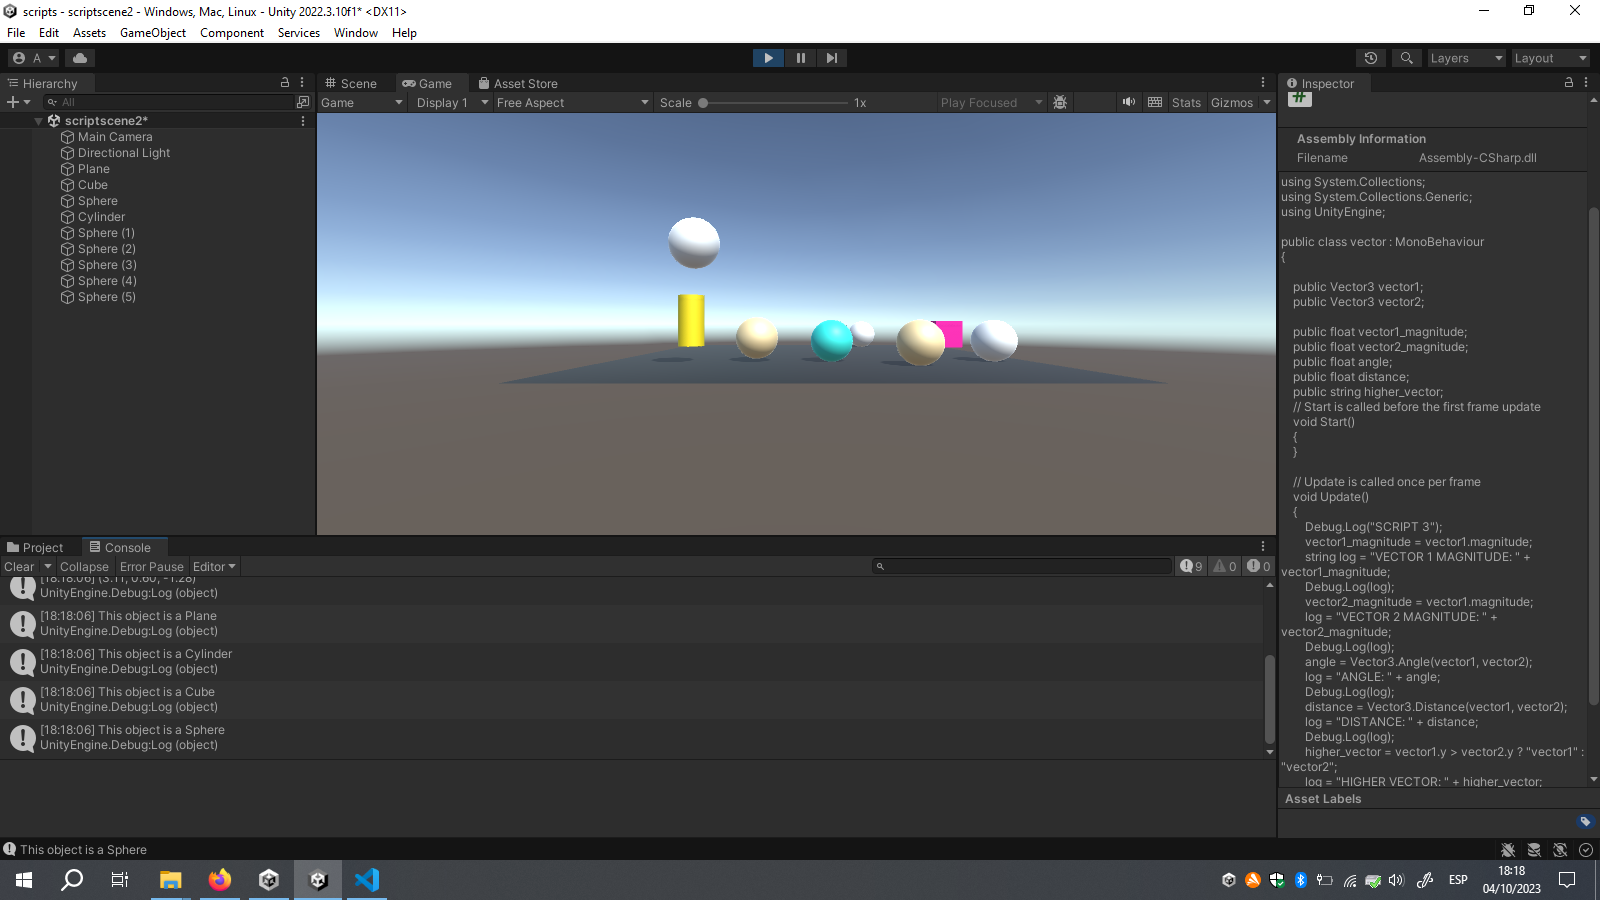 scripts - scriptscene2 - Windows, Mac, Linux - Unity 2022.3.10f1* <DX11>
File Edit Assets GameObject Component Services Window Help
A
Layers Layout
Hierarchy
All
scriptscene2*
Main Camera
Directional Light
Plane
Cube
Sphere
Cylinder
Sphere (1)
Sphere (2)
Sphere (3)
Sphere (4)
Sphere (5)
Scene Game Asset Store
Game Display 1 Free Aspect Scale 1x Play Focused Stats Gizmos
Inspector
Assembly Information
Filename Assembly-CSharp.dll
using System.Collections;
using System.Collections.Generic;
using UnityEngine;
public class vector : MonoBehaviour
{
public Vector3 vector1;
public Vector3 vector2;
public float vector1_magnitude;
public float vector2_magnitude;
public float angle;
public float distance;
public string higher_vector;
// Start is called before the first frame update
void Start()
{
}
// Update is called once per frame
void Update()
{
Debug.Log("SCRIPT 3");
vector1_magnitude = vector1.magnitude;
string log = "VECTOR 1 MAGNITUDE: " +
vector1_magnitude;
Debug.Log(log);
vector2_magnitude = vector1.magnitude;
log = "VECTOR 2 MAGNITUDE: " +
vector2_magnitude;
Debug.Log(log);
angle = Vector3.Angle(vector1, vector2);
log = "ANGLE: " + angle;
Debug.Log(log);
distance = Vector3.Distance(vector1, vector2);
log = "DISTANCE: " + distance;
Debug.Log(log);
higher_vector = vector1.y > vector2.y ? "vector1" :
"vector2";
log = "HIGHER VECTOR: " + higher_vector;
Asset Labels
Project Console
Clear Collapse Error Pause Editor 9 0 0
[18:18:06] (3.11, 0.60, -1.28)
UnityEngine.Debug:Log (object)
[18:18:06] This object is a Plane
UnityEngine.Debug:Log (object)
[18:18:06] This object is a Cylinder
UnityEngine.Debug:Log (object)
[18:18:06] This object is a Cube
UnityEngine.Debug:Log (object)
[18:18:06] This object is a Sphere
UnityEngine.Debug:Log (object)
This object is a Sphere
ESP
18:18
04/10/2023